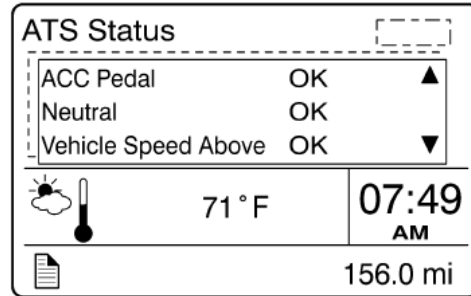 ATS Status
ACC Pedal OK
Neutral OK
Vehicle Speed Above OK
71°F
07:49
AM
156.0 mi